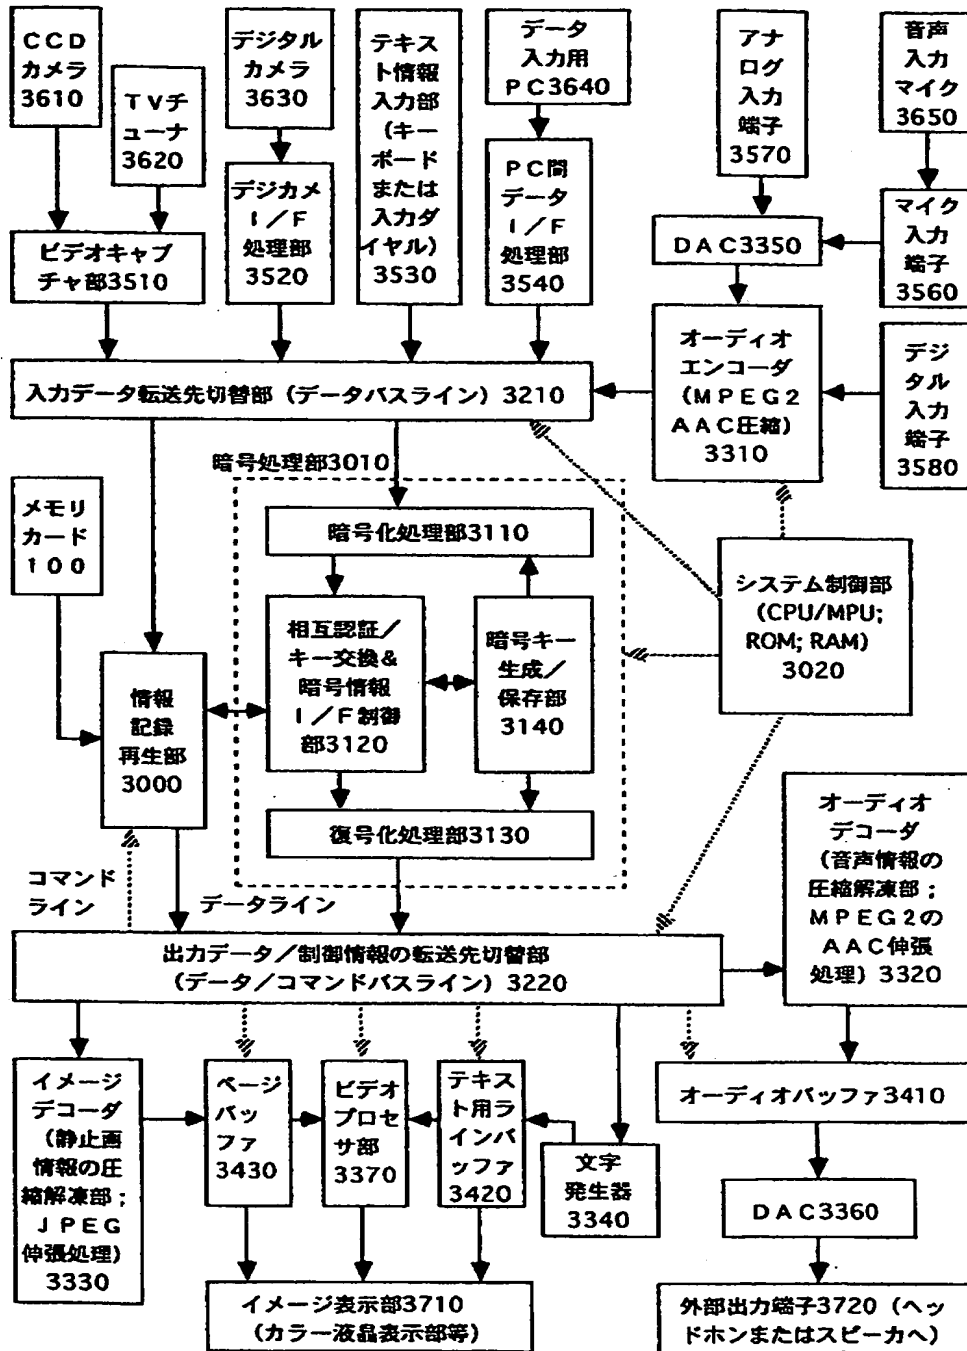 CCD
カメラ
3610
TVチ
ューナ
3620
デジタル
カメラ
3630
テキス
ト情報
入力部
(キー
ボード
または
入力ダ
イヤル)
3530
データ
入力用
PC3640
アナ
ログ
入力
端子
3570
音声
入力
マイク
3650
デジカメ
I/F
処理部
3520
PC間
データ
I/F
処理部
3540
ビデオキャプ
チャ部3510
DAC3350
マイク
入力
端子
3560
オーディオ
エンコーダ
(MPEG2
AAC圧縮)
3310
デジ
タル
入力
端子
3580
入力データ転送先切替部(データバスライン)3210
暗号処理部3010
メモリ
カード
100
暗号化処理部3110
相互認証/
キー交換&
暗号情報
I/F制御
部3120
暗号キー
生成/
保存部
3140
システム制御部
(CPU/MPU;
ROM; RAM)
3020
情報
記録
再生部
3000
復号化処理部3130
オーディオ
デコーダ
(音声情報の
圧縮解凍部;
MPEG2の
AAC伸張
処理)3320
コマンド
ライン
データライン
出力データ/制御情報の転送先切替部
(データ/コマンドバスライン)3220
イメージ
デコーダ
(静止画
情報の圧
縮解凍部;
JPEG
伸張処理)
3330
ページ
バッ
ファ
3430
ビデオ
プロセ
サ部
3370
テキス
ト用ラ
インバ
ッファ
3420
文字
発生器
3340
オーディオバッファ3410
DAC3360
イメージ表示部3710
(カラー液晶表示部等)
外部出力端子3720(ヘッ
ドホンまたはスピーカへ)